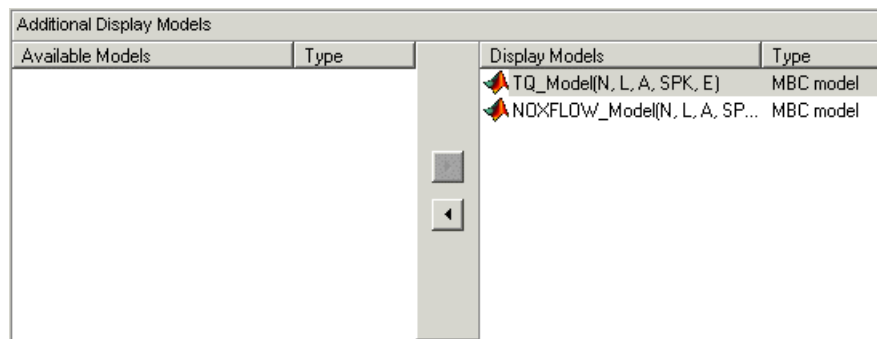 Additional Display Models
Available Models Type Display Models Type
TQ_Model(N, L, A, SPK, E) MBC model
NOXFLOW_Model(N, L, A, SP... MBC model